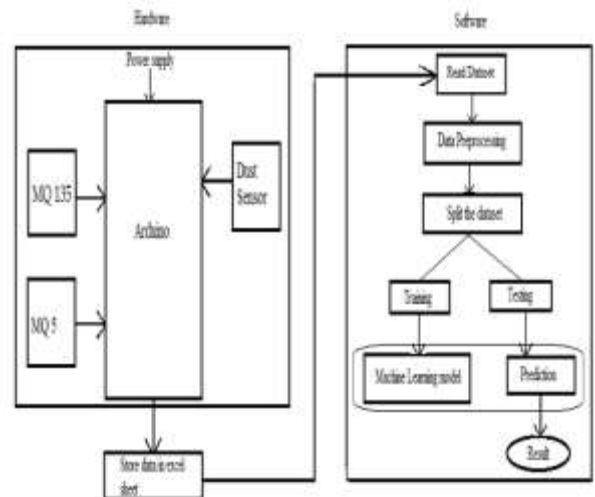 Hardware
Power supply
MQ 135
Dust
Sensor
Arduino
MQ 5
Store data in excel
sheet
Software
Read Dataset
Data Preprocessing
Split the dataset
Training
Testing
Machine Learning model
Prediction
Result